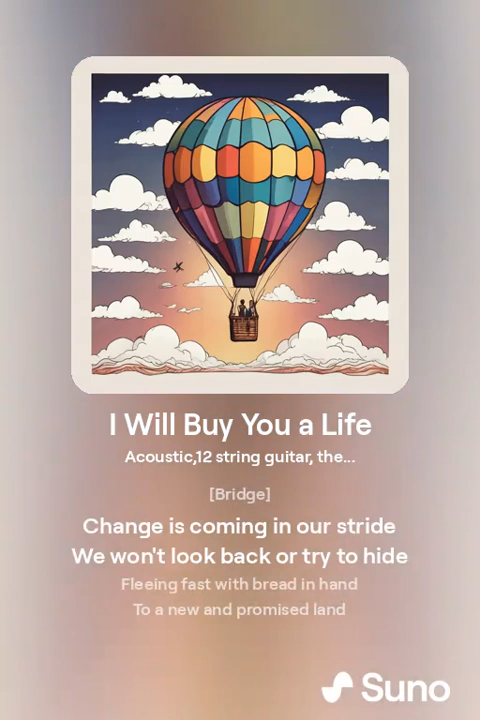 I Will Buy You a Life
Acoustic,12 string guitar, the...
[Bridge]
Change is coming in our stride
We won't look back or try to hide
Fleeing fast with bread in hand
To a new and promised land
Suno